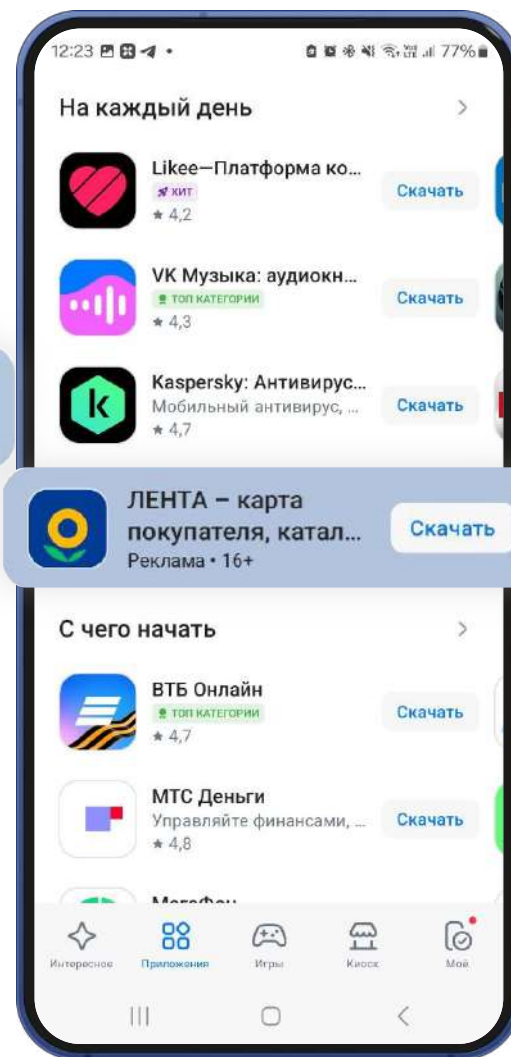 12:23
77%
На каждый день
Likee—Платформа ко...
ХИТ
★ 4,2
Скачать
VK Музыка: аудиокн...
ТОП КАТЕГОРИИ
★ 4,3
Скачать
Kaspersky: Антивирус...
Мобильный антивирус, ...
★ 4,7
Скачать
ЛЕНТА – карта
покупателя, катал...
Реклама • 16+
Скачать
С чего начать
ВТБ Онлайн
ТОП КАТЕГОРИИ
★ 4,7
Скачать
МТС Деньги
Управляйте финансами, ...
★ 4,8
Скачать
МегаФон
Интересное
Приложения
Игры
Киоск
Моё